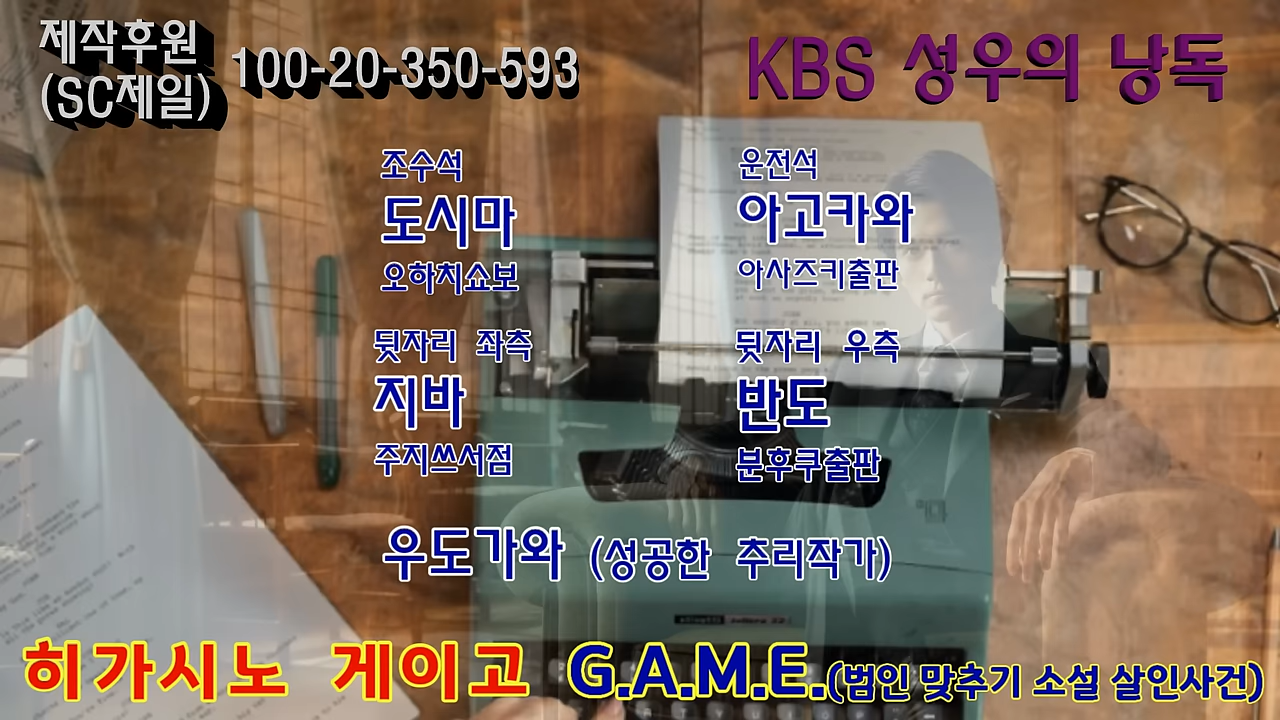 제작후원
(SC제일)
100-20-350-593
KBS 성우의 낭독
조수석
도시마
오하치쇼보
운전석
아고카와
아사즈키출판
뒷자리 좌측
지바
주지쓰서점
뒷자리 우측
반도
분후쿠출판
우도가와 (성공한 추리작가)
히가시노 게이고 G.A.M.E.(범인 맞추기 소설 살인사건)